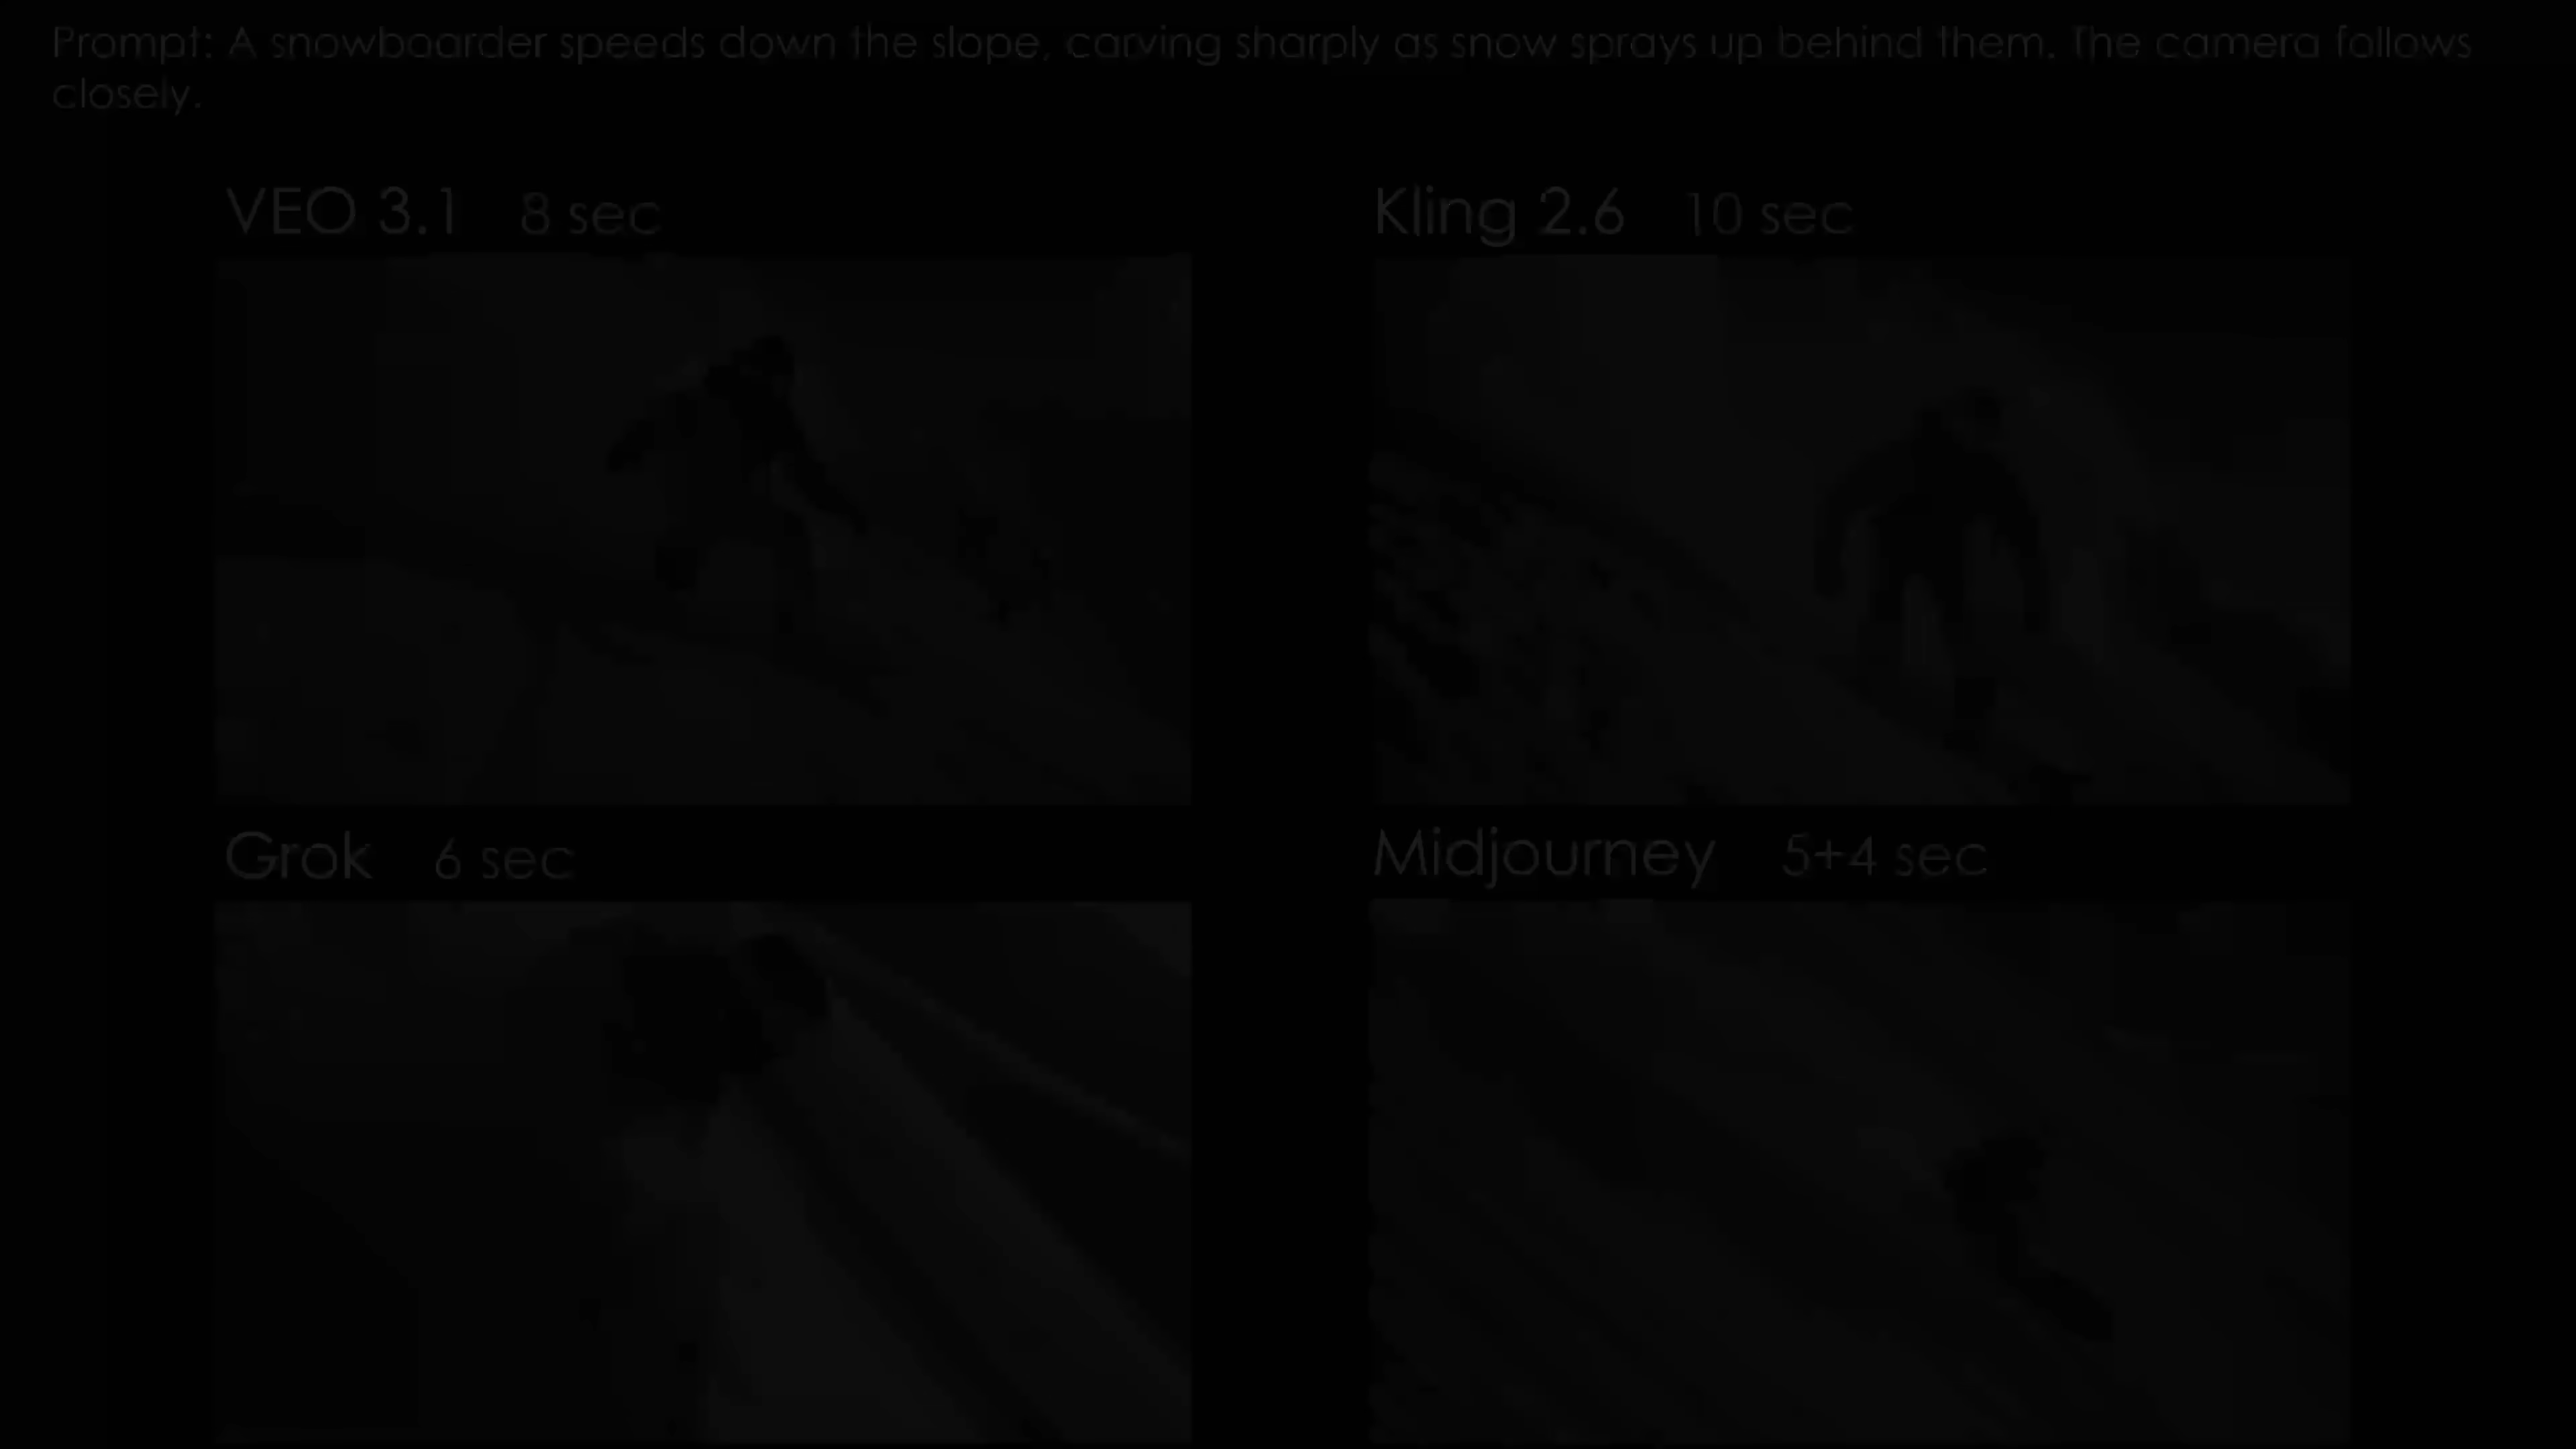 Prompt: A snowboarder speeds down the slope, carving sharply as snow sprays up behind them. The camera follows
closely.
VEO 3.1 8 sec
Kling 2.6 10 sec
Grok 6 sec
Midjourney 5+4 sec